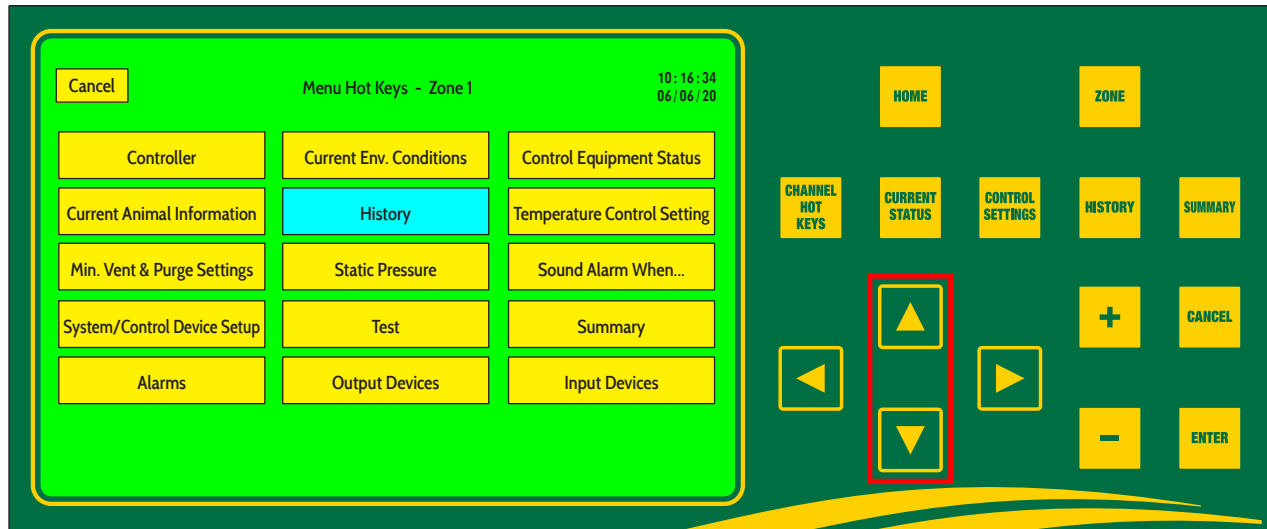 Cancel
Menu Hot Keys - Zone 1
10:16:34
06/06/20
Controller
Current Env. Conditions
Control Equipment Status
Current Animal Information
History
Temperature Control Setting
Min. Vent & Purge Settings
Static Pressure
Sound Alarm When...
System/Control Device Setup
Test
Summary
Alarms
Output Devices
Input Devices
HOME
ZONE
CHANNEL
HOT
KEYS
CURRENT
STATUS
CONTROL
SETTINGS
HISTORY
SUMMARY
+
CANCEL
-
ENTER